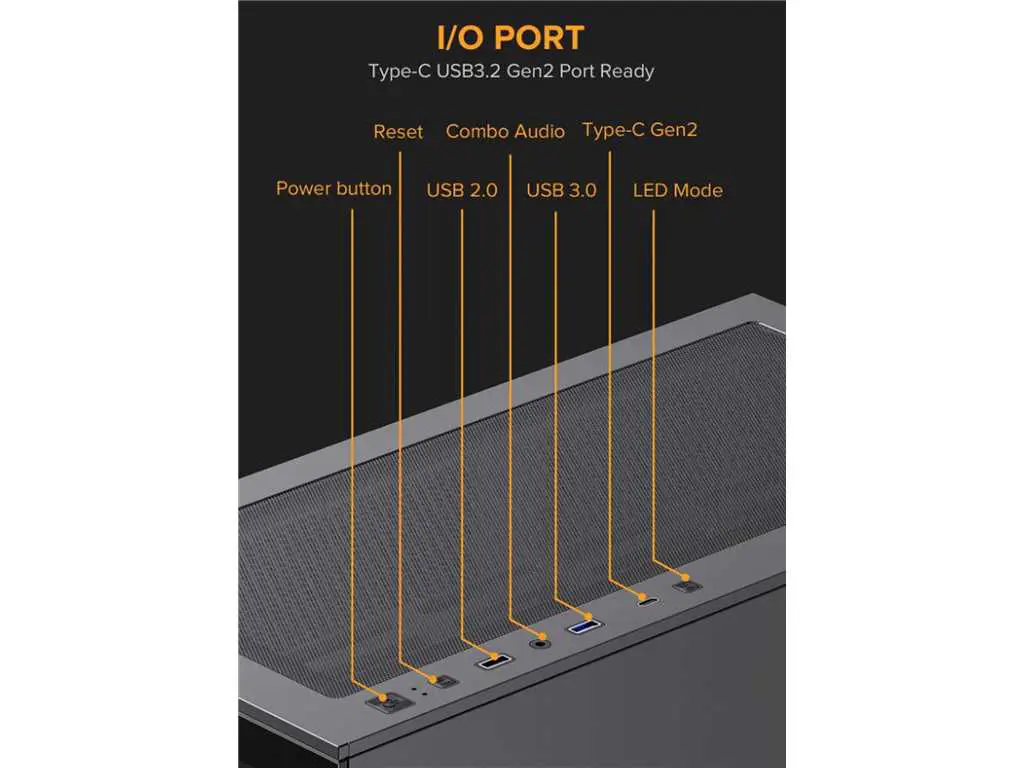 I/O PORT
Type-C USB3.2 Gen2 Port Ready
Reset Combo Audio Type-C Gen2
Power button USB 2.0 USB 3.0 LED Mode